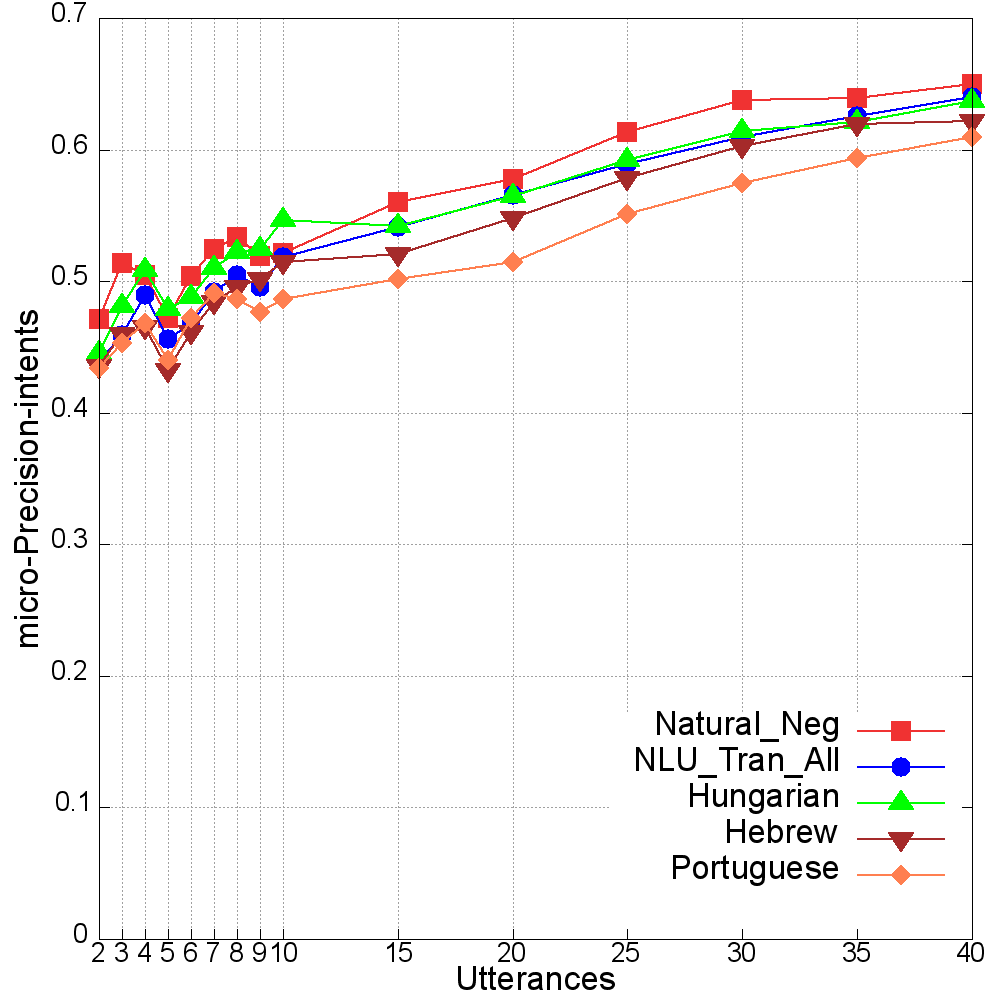 0.7
0.6
0.5
0.4
0.3
0.2
0.1
0
micro-Precision-intents
Natural_Neg
NLU_Tran_All
Hungarian
Hebrew
Portuguese
2 3 4 5 6 7 8 9 10 15 20 25 30 35 40
Utterances